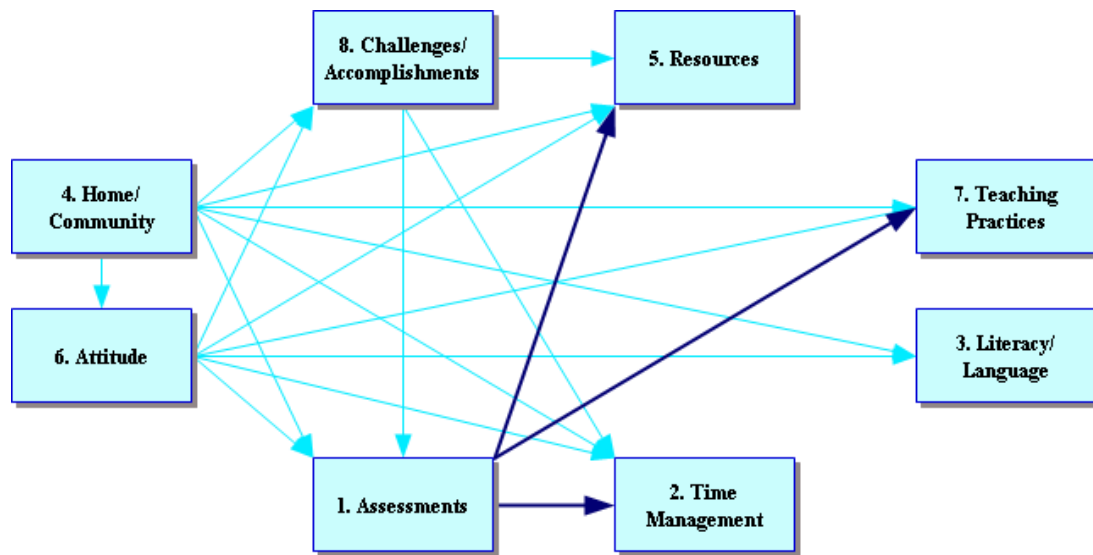 8. Challenges/
Accomplishments
5. Resources
4. Home/
Community
7. Teaching
Practices
6. Attitude
3. Literacy/
Language
1. Assessments
2. Time
Management